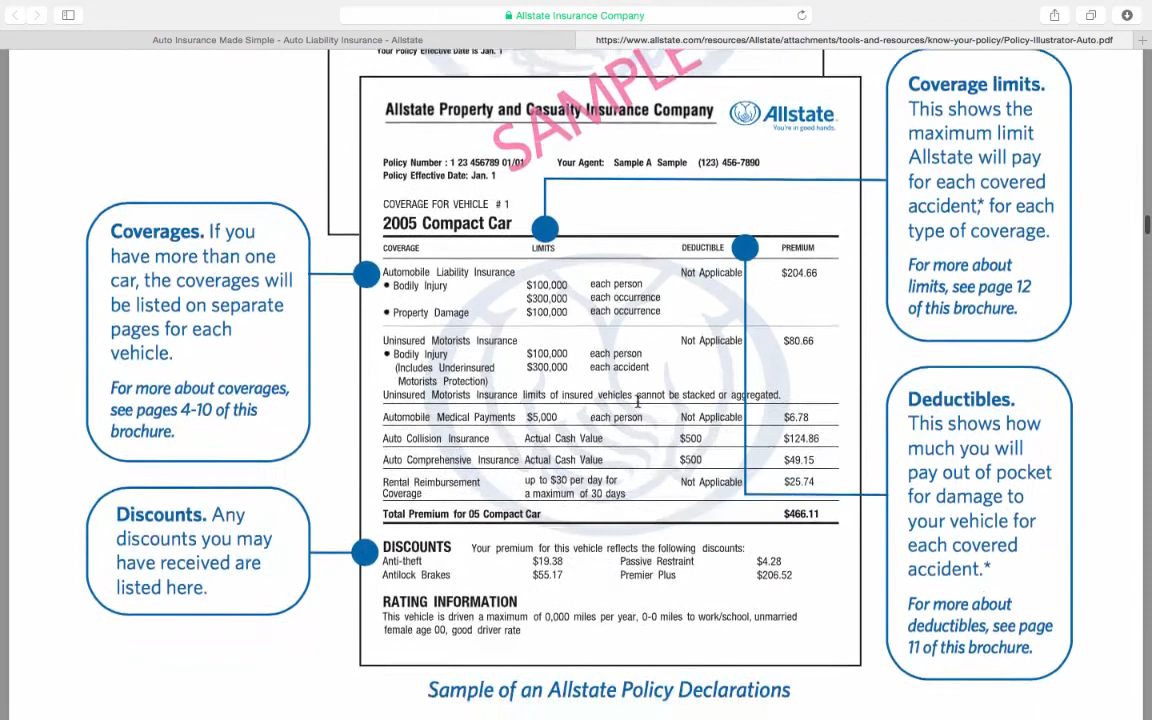 Allstate Insurance Company
Auto Insurance Made Simple - Auto Liability Insurance - Allstate
https://www.allstate.com/resources/Allstate/attachments/tools-and-resources/know-your-policy/Policy-Illustrator-Auto.pdf
Your Policy Effective Date is Jan. 1
SAMPLE
Allstate Property and Casualty Insurance Company
Allstate.
You're in good hands.
Policy Number : 1 23 456789 01/01 Your Agent: Sample A Sample (123) 456-7890
Policy Effective Date: Jan. 1
COVERAGE FOR VEHICLE # 1
2005 Compact Car
COVERAGE LIMITS DEDUCTIBLE PREMIUM
Automobile Liability Insurance Not Applicable $204.66
• Bodily Injury $100,000 each person
$300,000 each occurrence
• Property Damage $100,000 each occurrence
Uninsured Motorists Insurance Not Applicable $80.66
• Bodily Injury $100,000 each person
(Includes Underinsured $300,000 each accident
Motorists Protection)
Uninsured Motorists Insurance limits of insured vehicles cannot be stacked or aggregated.
Automobile Medical Payments $5,000 each person Not Applicable $6.78
Auto Collision Insurance Actual Cash Value $500 $124.86
Auto Comprehensive Insurance Actual Cash Value $500 $49.15
Rental Reimbursement up to $30 per day for Not Applicable $25.74
Coverage a maximum of 30 days
Total Premium for 05 Compact Car $466.11
DISCOUNTS Your premium for this vehicle reflects the following discounts:
Anti-theft $19.38 Passive Restraint $4.28
Antilock Brakes $55.17 Premier Plus $206.52
RATING INFORMATION
This vehicle is driven a maximum of 0,000 miles per year, 0-0 miles to work/school, unmarried
female age 00, good driver rate
Sample of an Allstate Policy Declarations
Coverages. If you
have more than one
car, the coverages will
be listed on separate
pages for each
vehicle.
For more about coverages,
see pages 4-10 of this
brochure.
Discounts. Any
discounts you may
have received are
listed here.
Coverage limits.
This shows the
maximum limit
Allstate will pay
for each covered
accident,* for each
type of coverage.
For more about
limits, see page 12
of this brochure.
Deductibles.
This shows how
much you will
pay out of pocket
for damage to
your vehicle for
each covered
accident.*
For more about
deductibles, see page
11 of this brochure.